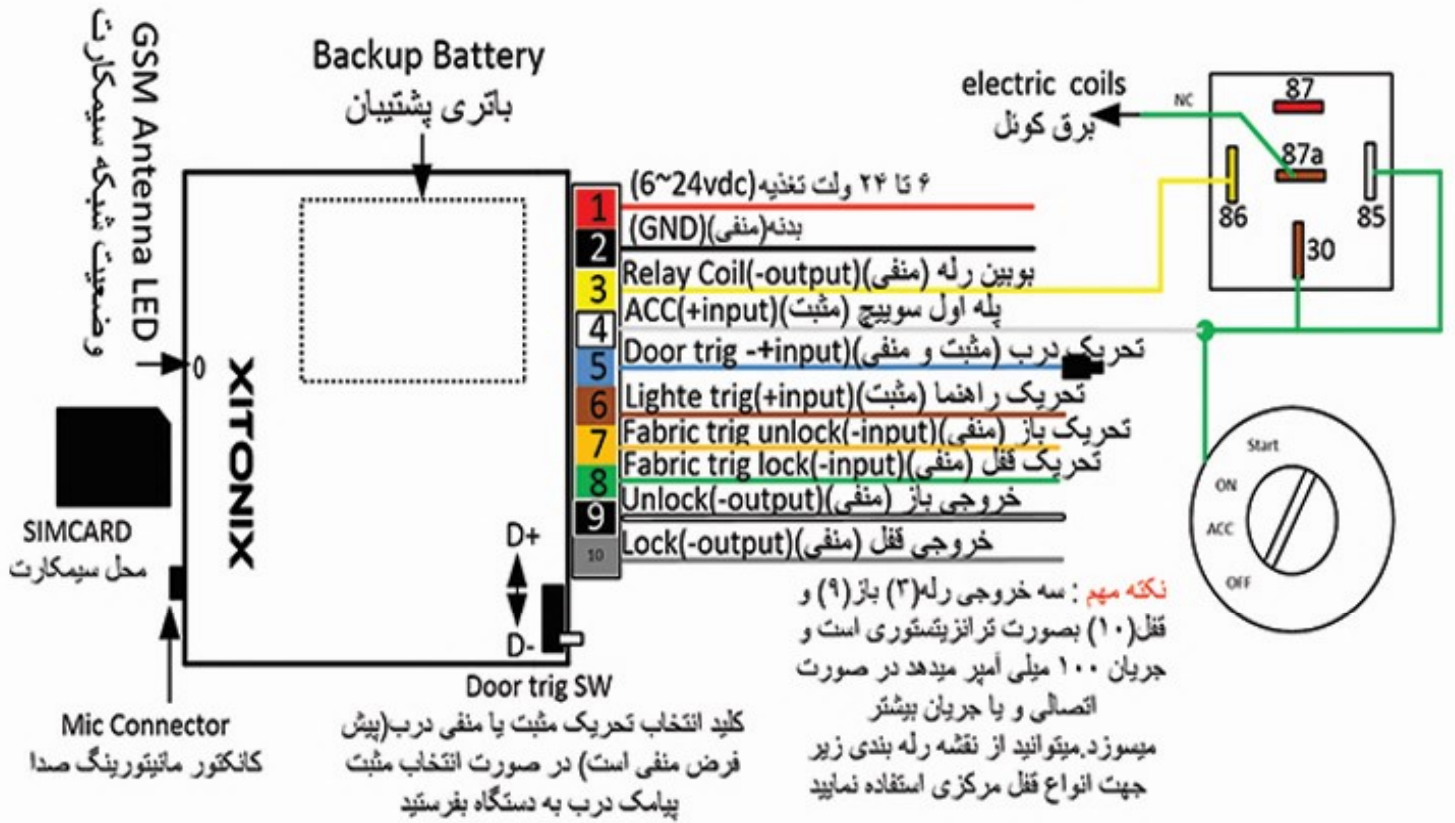 GSM Antenna LED
وضعیت شبکه سیمکارت
Backup Battery
باتری پشتیبان
electric coils
برق کوئل
NC
87
87a
86
85
30
1
(6~24vdc)۶ تا ۲۴ ولت تغذیه
2
(GND)بدنه(منفی)
3
Relay Coil(-output)بوبین رله (منفی)
4
ACC(+input)پله اول سوییچ (مثبت)
5
Door trig -+input)تحریک درب (مثبت و منفی)
6
Lighte trig(+input)تحریک راهنما (مثبت)
7
Fabric trig unlock(-input)تحریک باز (منفی)
8
Fabric trig lock(-input)تحریک قفل (منفی)
9
Unlock(-output)خروجی باز (منفی)
10
Lock(-output)خروجی قفل (منفی)
0
XITONIX
SIMCARD
محل سیمکارت
D+
D-
Mic Connector
کانکتور مانیتورینگ صدا
Door trig SW
کلید انتخاب تحریک مثبت یا منفی درب(پیش
فرض منفی است) در صورت انتخاب مثبت
پیامک درب به دستگاه بفرستید
نکته مهم : سه خروجی رله(۳) باز(۹) و
قفل(۱۰) بصورت ترانزیتستوری است و
جریان ۱۰۰ میلی آمپر میدهد در صورت
اتصالی و یا جریان بیشتر
میسوزد.میتوانید از نقشه رله بندی زیر
جهت انواع قفل مرکزی استفاده نمایید
Start
ON
ACC
OFF